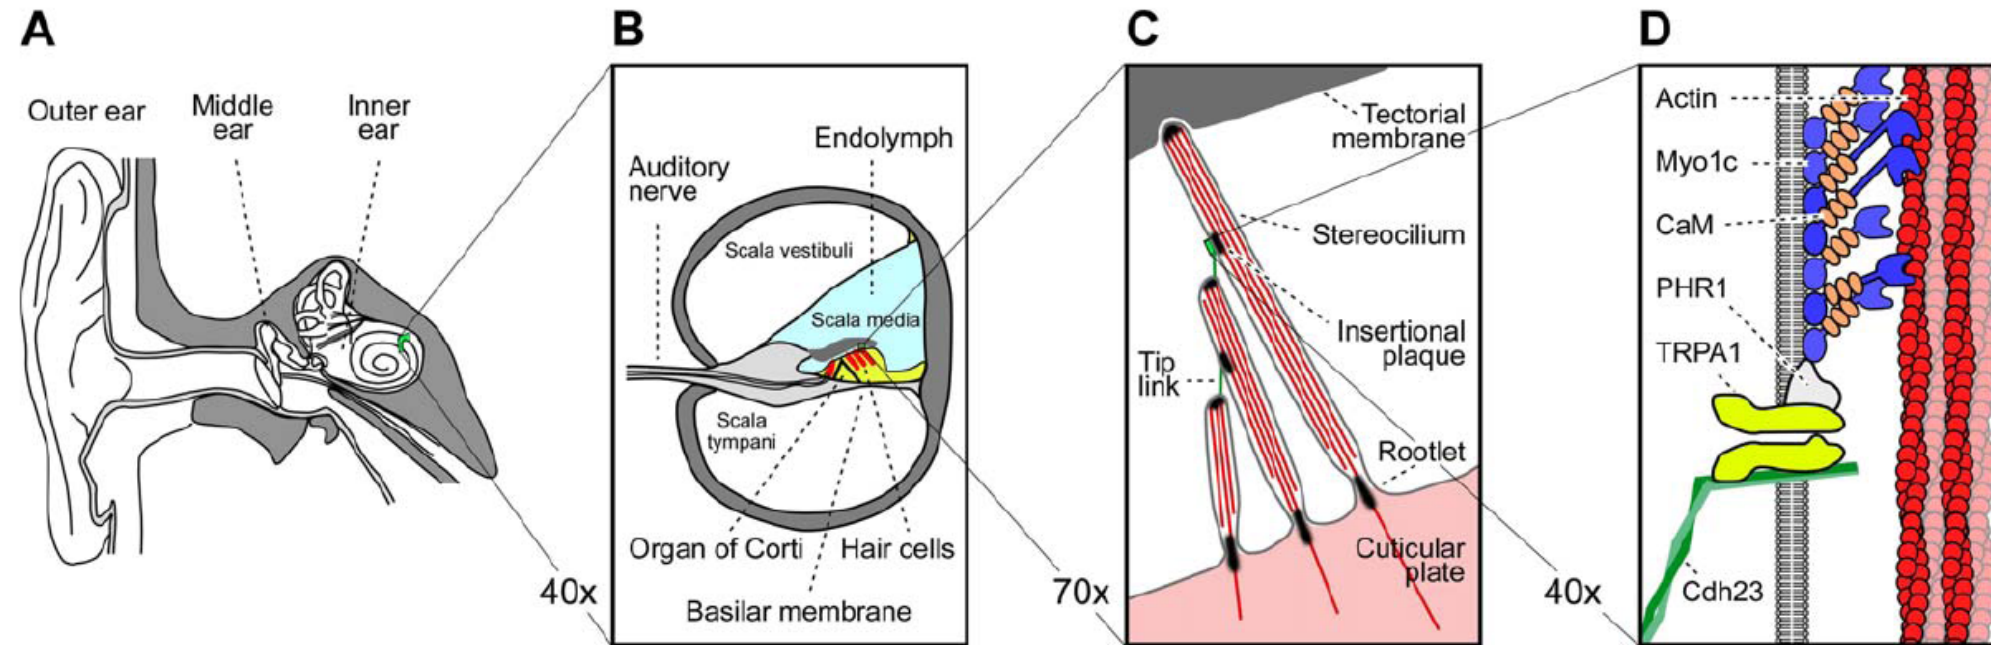 A
Outer ear
Middle
ear
Inner
ear
40x
B
Auditory
nerve
Endolymph
Scala vestibuli
Scala media
Scala
tympani
Organ of Corti
Hair cells
Basilar membrane
70x
C
Tectorial
membrane
Stereocilium
Insertional
plaque
Tip
link
Rootlet
Cuticular
plate
40x
D
Actin
Myo1c
CaM
PHR1
TRPA1
Cdh23